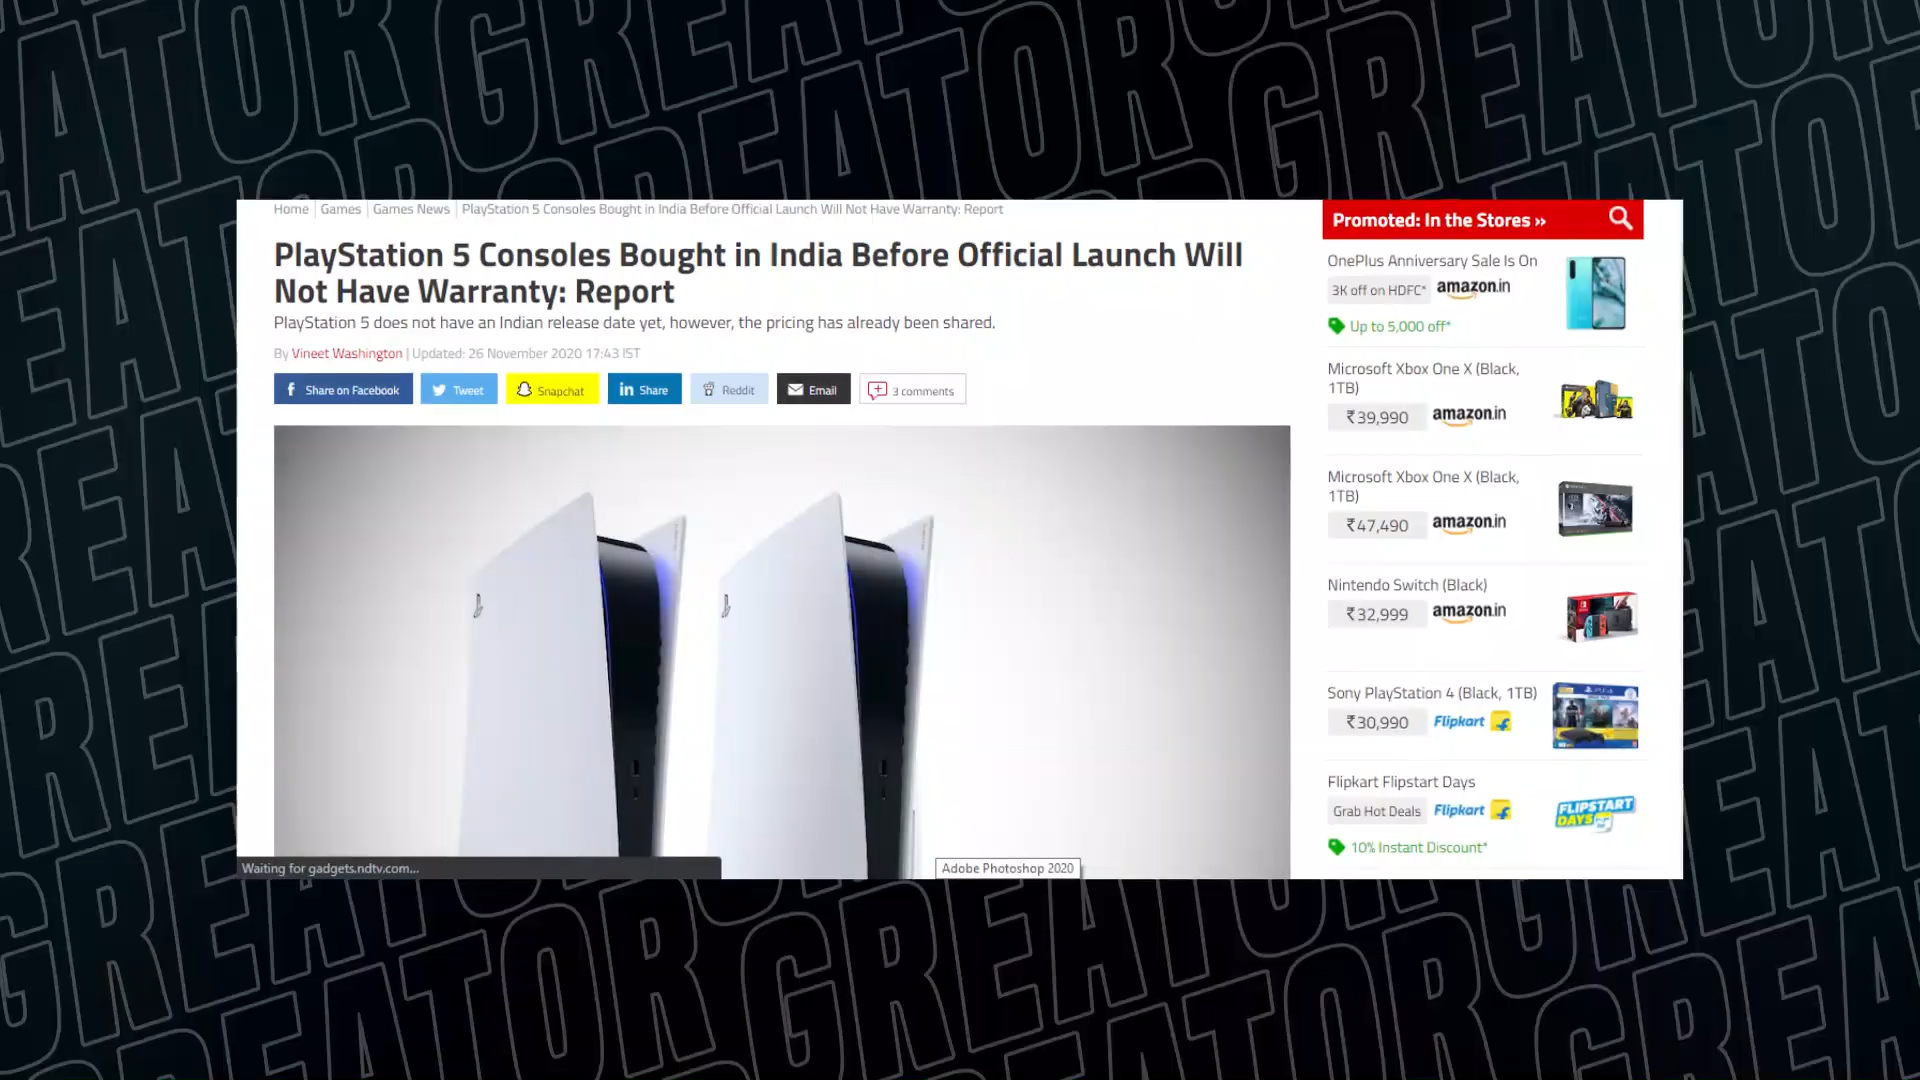 Home | Games | Games News | PlayStation 5 Consoles Bought in India Before Official Launch Will Not Have Warranty: Report
PlayStation 5 Consoles Bought in India Before Official Launch Will
Not Have Warranty: Report
PlayStation 5 does not have an Indian release date yet, however, the pricing has already been shared.
By Vineet Washington | Updated: 26 November 2020 17:43 IST
Share on Facebook
Tweet
Snapchat
in Share
Reddit
Email
3 comments
Promoted: In the Stores »
OnePlus Anniversary Sale Is On
3K off on HDFC*
amazon.in
Up to 5,000 off*
Microsoft Xbox One X (Black,
1TB)
₹39,990
amazon.in
Microsoft Xbox One X (Black,
1TB)
₹47,490
amazon.in
Nintendo Switch (Black)
₹32,999
amazon.in
Sony PlayStation 4 (Black, 1TB)
₹30,990
Flipkart
Flipkart Flipstart Days
Grab Hot Deals
Flipkart
FLIPSTART
DAYS
10% Instant Discount*
Waiting for gadgets.ndtv.com...
Adobe Photoshop 2020
GREATOR GREATOR GREATOR